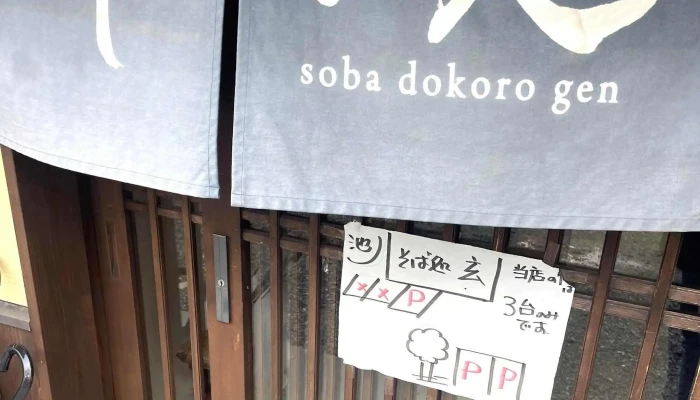 soba dokoro gen
池
そば処 玄
当店の
× × P
3台のみ
です
P P